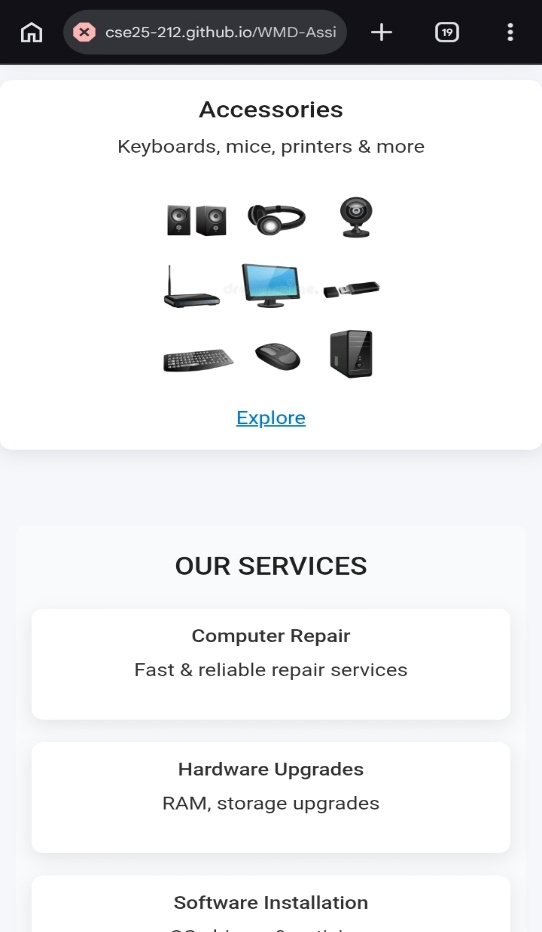 cse25-212.github.io/WMD-Assi
19
Accessories
Keyboards, mice, printers & more
Explore
OUR SERVICES
Computer Repair
Fast & reliable repair services
Hardware Upgrades
RAM, storage upgrades
Software Installation